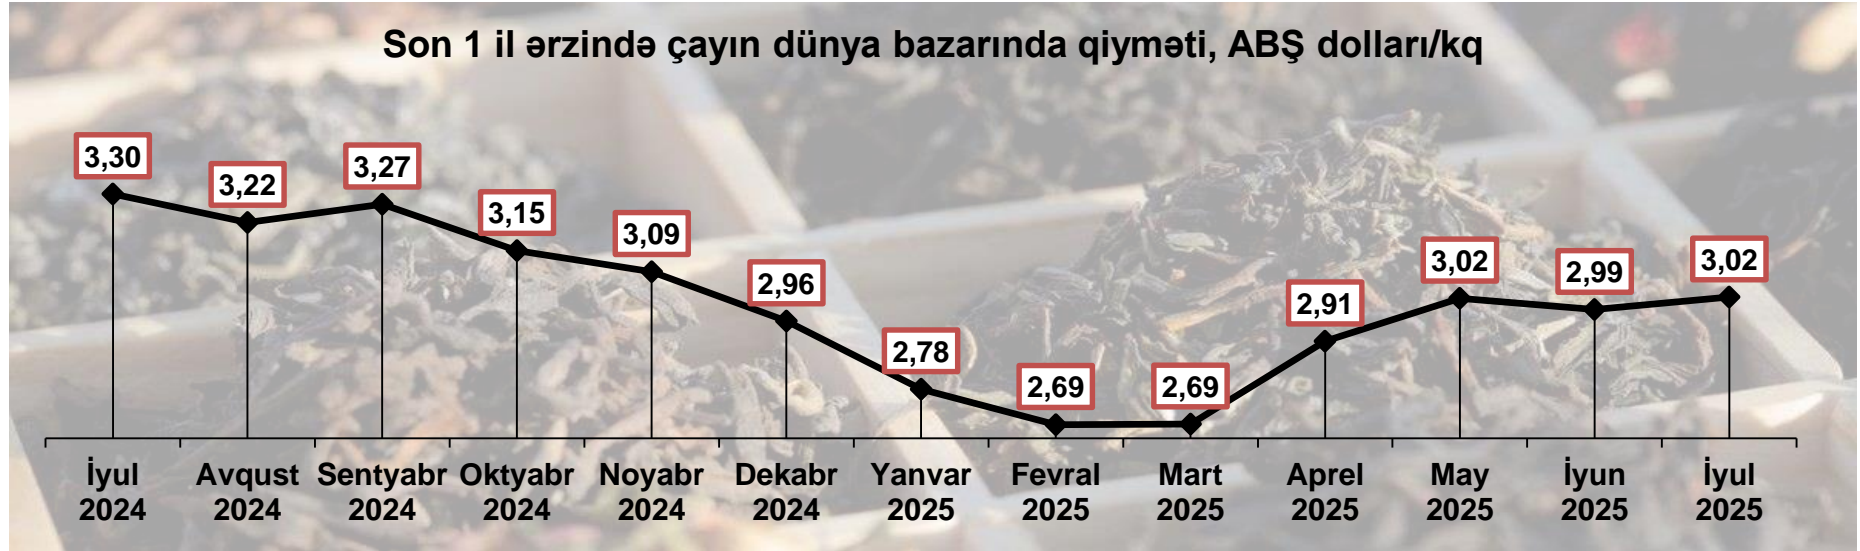 Son 1 il ərzində çayın dünya bazarında qiyməti, ABŞ dolları/kq
3,30
3,22
3,27
3,15
3,09
2,96
2,78
2,69
2,69
2,91
3,02
2,99
3,02
İyul 2024
Avqust 2024
Sentyabr 2024
Oktyabr 2024
Noyabr 2024
Dekabr 2024
Yanvar 2025
Fevral 2025
Mart 2025
Aprel 2025
May 2025
İyun 2025
İyul 2025